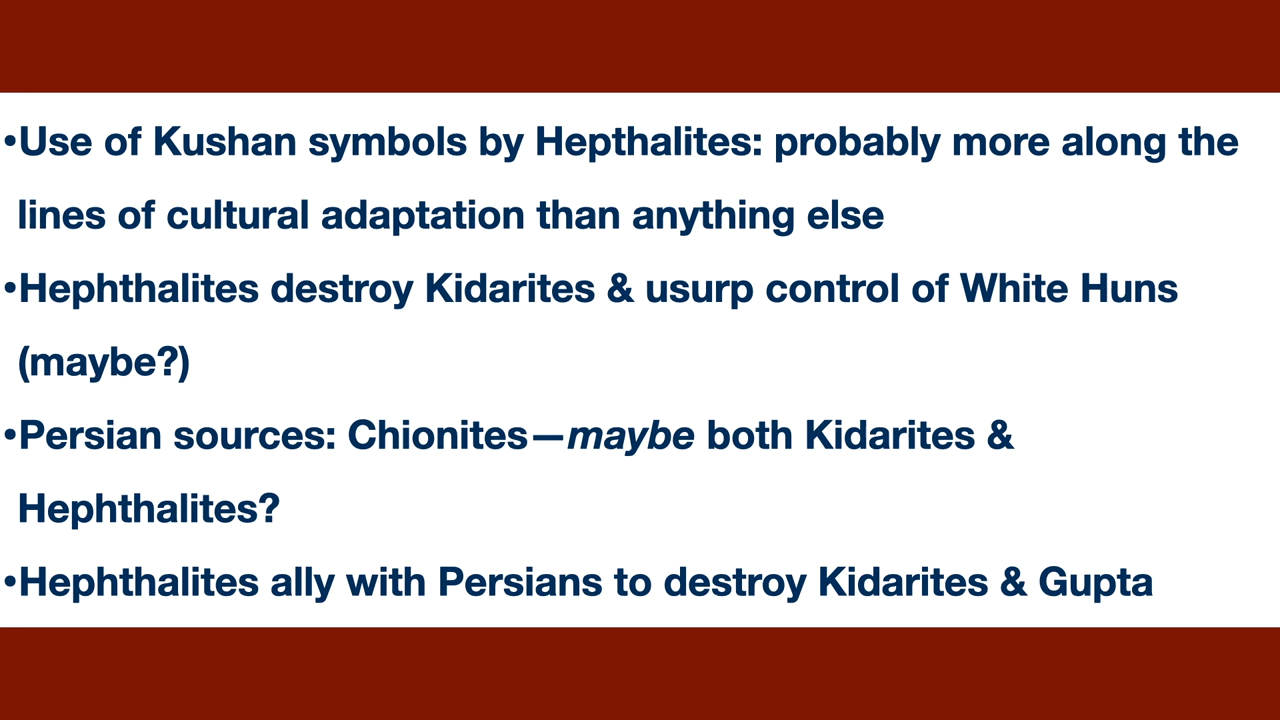 •Use of Kushan symbols by Hepthalites: probably more along the
lines of cultural adaptation than anything else
•Hephthalites destroy Kidarites & usurp control of White Huns
(maybe?)
•Persian sources: Chionites—maybe both Kidarites &
Hephthalites?
•Hephthalites ally with Persians to destroy Kidarites & Gupta